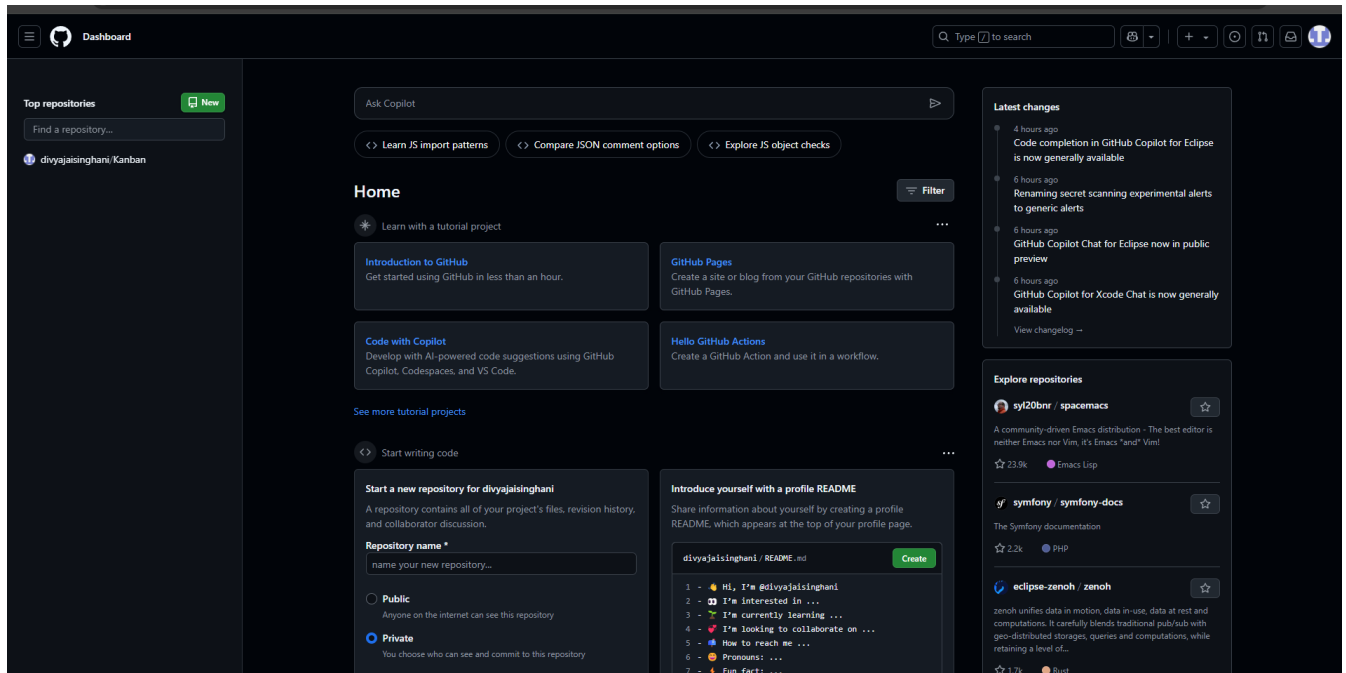 Dashboard
Type / to search
Top repositories
New
Find a repository...
divyajaisinghani/Kanban
Ask Copilot
Learn JS import patterns
Compare JSON comment options
Explore JS object checks
Home
Filter
Learn with a tutorial project
Introduction to GitHub
Get started using GitHub in less than an hour.
GitHub Pages
Create a site or blog from your GitHub repositories with
GitHub Pages.
Code with Copilot
Develop with AI-powered code suggestions using GitHub
Copilot, Codespaces, and VS Code.
Hello GitHub Actions
Create a GitHub Action and use it in a workflow.
See more tutorial projects
Start writing code
Start a new repository for divyajaisinghani
A repository contains all of your project's files, revision history,
and collaborator discussion.
Repository name *
name your new repository...
Public
Anyone on the internet can see this repository
Private
You choose who can see and commit to this repository
Introduce yourself with a profile README
Share information about yourself by creating a profile
README, which appears at the top of your profile page.
divyajaisinghani / README.md
Create
1 - 👋 Hi, I'm @divyajaisinghani
2 - 👀 I'm interested in ...
3 - 🌱 I'm currently learning ...
4 - 💞️ I'm looking to collaborate on ...
5 - 📫 How to reach me ...
6 - 😄 Pronouns: ...
7 - ⚡ Fun fact: ...
Latest changes
4 hours ago
Code completion in GitHub Copilot for Eclipse
is now generally available
6 hours ago
Renaming secret scanning experimental alerts
to generic alerts
6 hours ago
GitHub Copilot Chat for Eclipse now in public
preview
6 hours ago
GitHub Copilot for Xcode Chat is now generally
available
View changelog →
Explore repositories
syl20bnr / spacemacs
A community-driven Emacs distribution - The best editor is
neither Emacs nor Vim, it's Emacs *and* Vim!
23.9k
Emacs Lisp
symfony / symfony-docs
The Symfony documentation
2.2k
PHP
eclipse-zenoh / zenoh
zenoh unifies data in motion, data in-use, data at rest and
computations. It carefully blends traditional pub/sub with
geo-distributed storages, queries and computations, while
retaining a level of...
1.7k
Rust